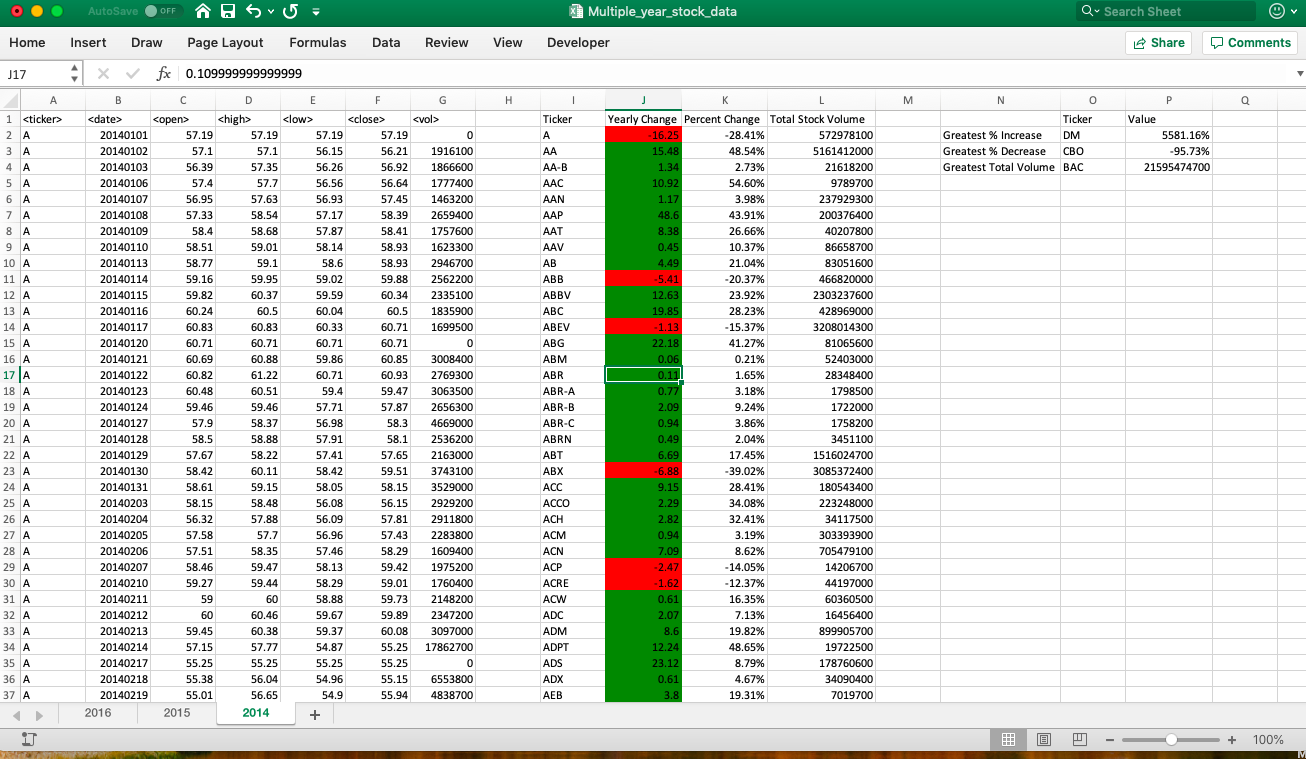 AutoSave OFF Multiple_year_stock_data Search Sheet
Home Insert Draw Page Layout Formulas Data Review View Developer Share Comments
J17 fx 0.109999999999999
A B C D E F G H I J K L M N O P Q
1 <ticker> <date> <open> <high> <low> <close> <vol> Ticker Yearly Change Percent Change Total Stock Volume Ticker Value
2 A 20140101 57.19 57.19 57.19 57.19 0 A -16.25 -28.41% 572978100 Greatest % Increase DM 5581.16%
3 A 20140102 57.1 57.1 56.15 56.21 1916100 AA 15.48 48.54% 5161412000 Greatest % Decrease CBO -95.73%
4 A 20140103 56.39 57.35 56.26 56.92 1866600 AA-B 1.34 2.73% 21618200 Greatest Total Volume BAC 21595474700
5 A 20140106 57.4 57.7 56.56 56.64 1777400 AAC 10.92 54.60% 9789700
6 A 20140107 56.95 57.63 56.93 57.45 1463200 AAN 1.17 3.98% 237929300
7 A 20140108 57.33 58.54 57.17 58.39 2659400 AAP 48.6 43.91% 200376400
8 A 20140109 58.4 58.68 57.87 58.41 1757600 AAT 8.38 26.66% 40207800
9 A 20140110 58.51 59.01 58.14 58.93 1623300 AAV 0.45 10.37% 86658700
10 A 20140113 58.77 59.1 58.6 58.93 2946700 AB 4.49 21.04% 83051600
11 A 20140114 59.16 59.95 59.02 59.88 2562200 ABB -5.41 -20.37% 466820000
12 A 20140115 59.82 60.37 59.59 60.34 2335100 ABBV 12.63 23.92% 2303237600
13 A 20140116 60.24 60.5 60.04 60.5 1835900 ABC 19.85 28.23% 428969000
14 A 20140117 60.83 60.83 60.33 60.71 1699500 ABEV -1.13 -15.37% 3208014300
15 A 20140120 60.71 60.71 60.71 60.71 0 ABG 22.18 41.27% 81065600
16 A 20140121 60.69 60.88 59.86 60.85 3008400 ABM 0.06 0.21% 52403000
17 A 20140122 60.82 61.22 60.71 60.93 2769300 ABR 0.11 1.65% 28348400
18 A 20140123 60.48 60.51 59.4 59.47 3063500 ABR-A 0.77 3.18% 1798500
19 A 20140124 59.46 59.46 57.71 57.87 2656300 ABR-B 2.09 9.24% 1722000
20 A 20140127 57.9 58.37 56.98 58.3 4669000 ABR-C 0.94 3.86% 1758200
21 A 20140128 58.5 58.88 57.91 58.1 2536200 ABRN 0.49 2.04% 3451100
22 A 20140129 57.67 58.22 57.41 57.65 2163000 ABT 6.69 17.45% 1516024700
23 A 20140130 58.42 60.11 58.42 59.51 3743100 ABX -6.88 -39.02% 3085372400
24 A 20140131 58.61 59.15 58.05 58.15 3529000 ACC 9.15 28.41% 180543400
25 A 20140203 58.15 58.48 56.08 56.15 2929200 ACCO 2.29 34.08% 223248000
26 A 20140204 56.32 57.88 56.09 57.81 2911800 ACH 2.82 32.41% 34117500
27 A 20140205 57.58 57.7 56.96 57.43 2283800 ACM 0.94 3.19% 303393900
28 A 20140206 57.51 58.35 57.46 58.29 1609400 ACN 7.09 8.62% 705479100
29 A 20140207 58.46 59.47 58.13 59.42 1975200 ACP -2.47 -14.05% 14206700
30 A 20140210 59.27 59.44 58.29 59.01 1760400 ACRE -1.62 -12.37% 44197000
31 A 20140211 59 60 58.88 59.73 2148200 ACW 0.61 16.35% 60360500
32 A 20140212 60 60.46 59.67 59.89 2347200 ADC 2.07 7.13% 16456400
33 A 20140213 59.45 60.38 59.37 60.08 3097000 ADM 8.6 19.82% 899905700
34 A 20140214 57.15 57.77 54.87 55.25 17862700 ADPT 12.24 48.65% 19722500
35 A 20140217 55.25 55.25 55.25 55.25 0 ADS 23.12 8.79% 178760600
36 A 20140218 55.38 56.04 54.96 55.15 6553800 ADX 0.61 4.67% 34090400
37 A 20140219 55.01 56.65 54.9 55.94 4838700 AEB 3.8 19.31% 7019700
2016 2015 2014 +
100%